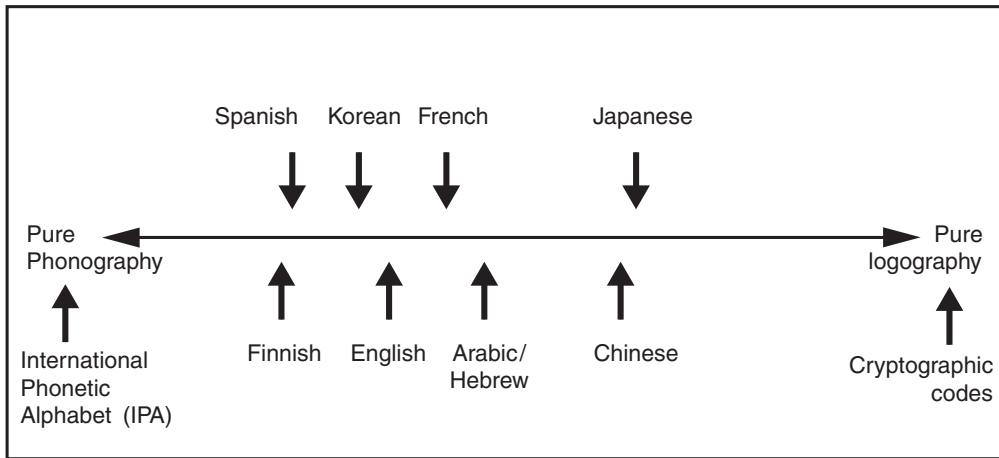 Spanish Korean French Japanese
Pure
Phonography
Pure
logography
International
Phonetic
Alphabet (IPA)
Finnish English Arabic/
Hebrew
Chinese
Cryptographic
codes